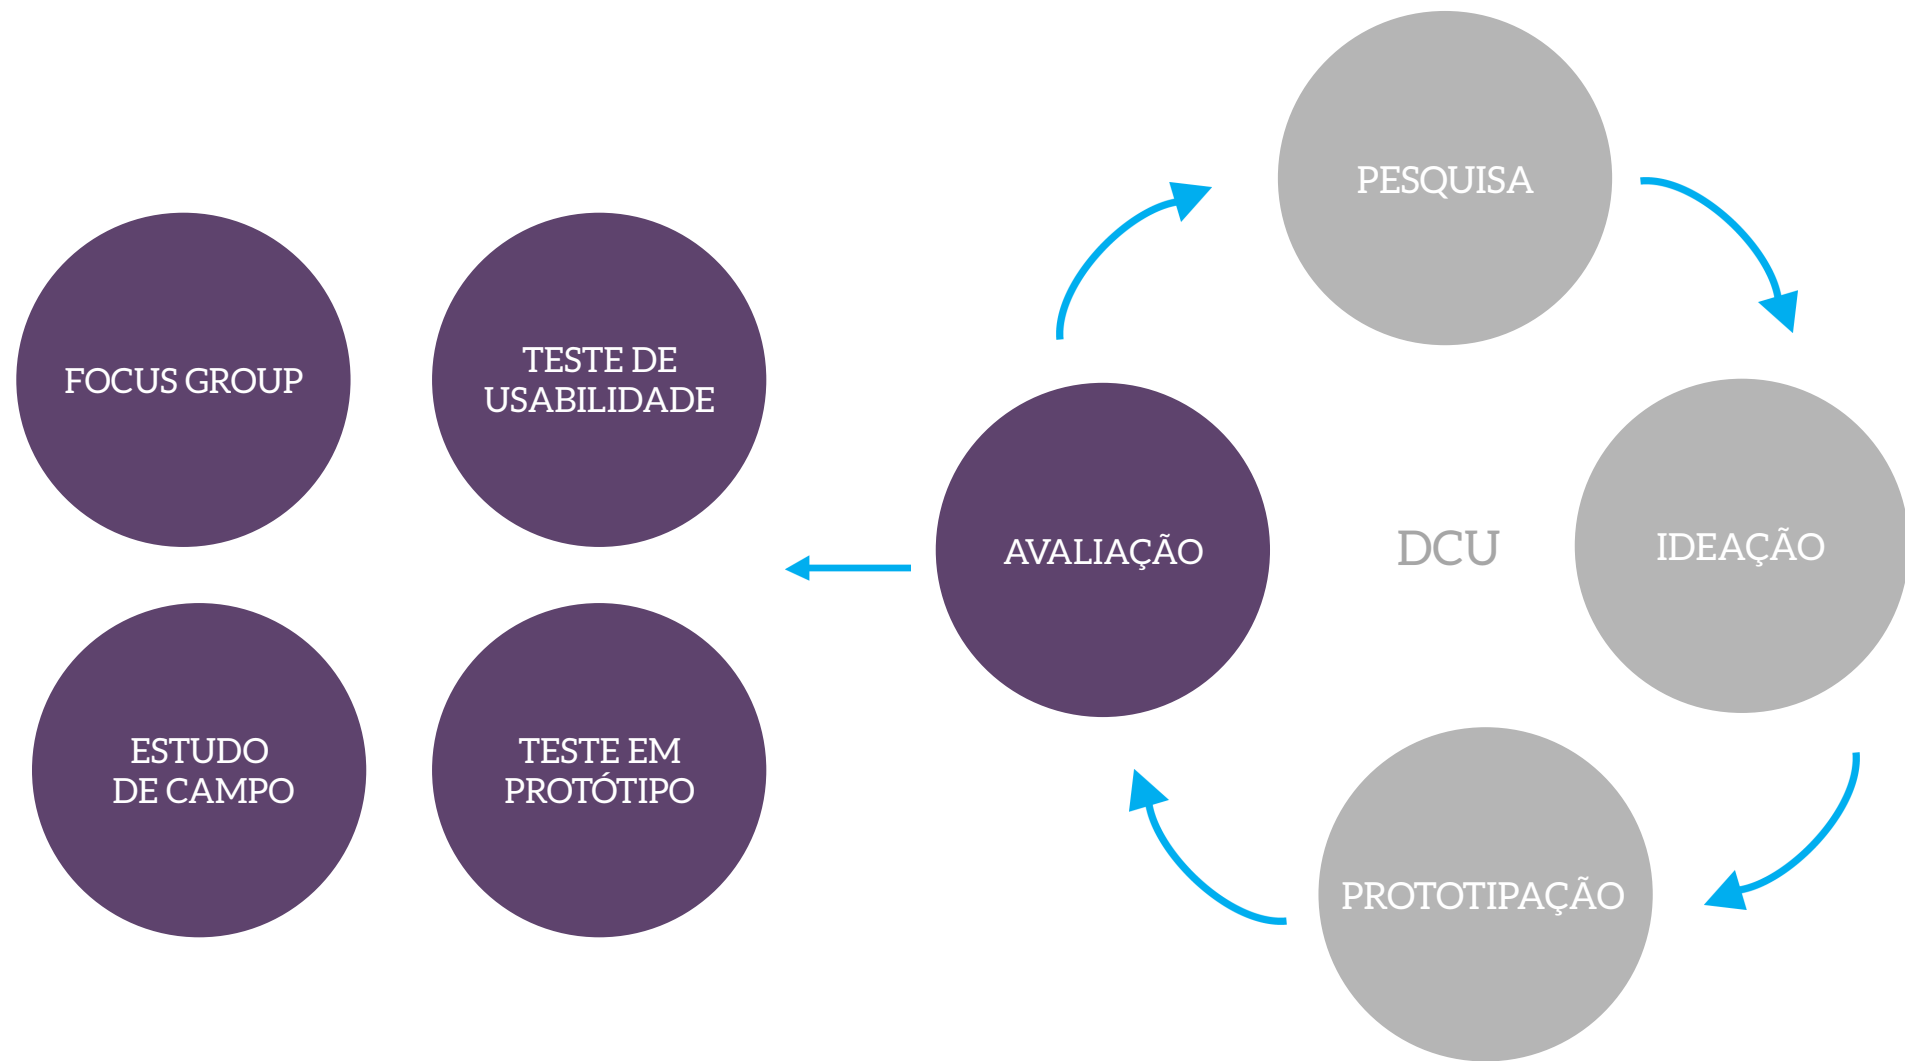 FOCUS GROUP
TESTE DE
USABILIDADE
ESTUDO
DE CAMPO
TESTE EM
PROTÓTIPO
AVALIAÇÃO
PESQUISA
DCU
IDEAÇÃO
PROTOTIPAÇÃO